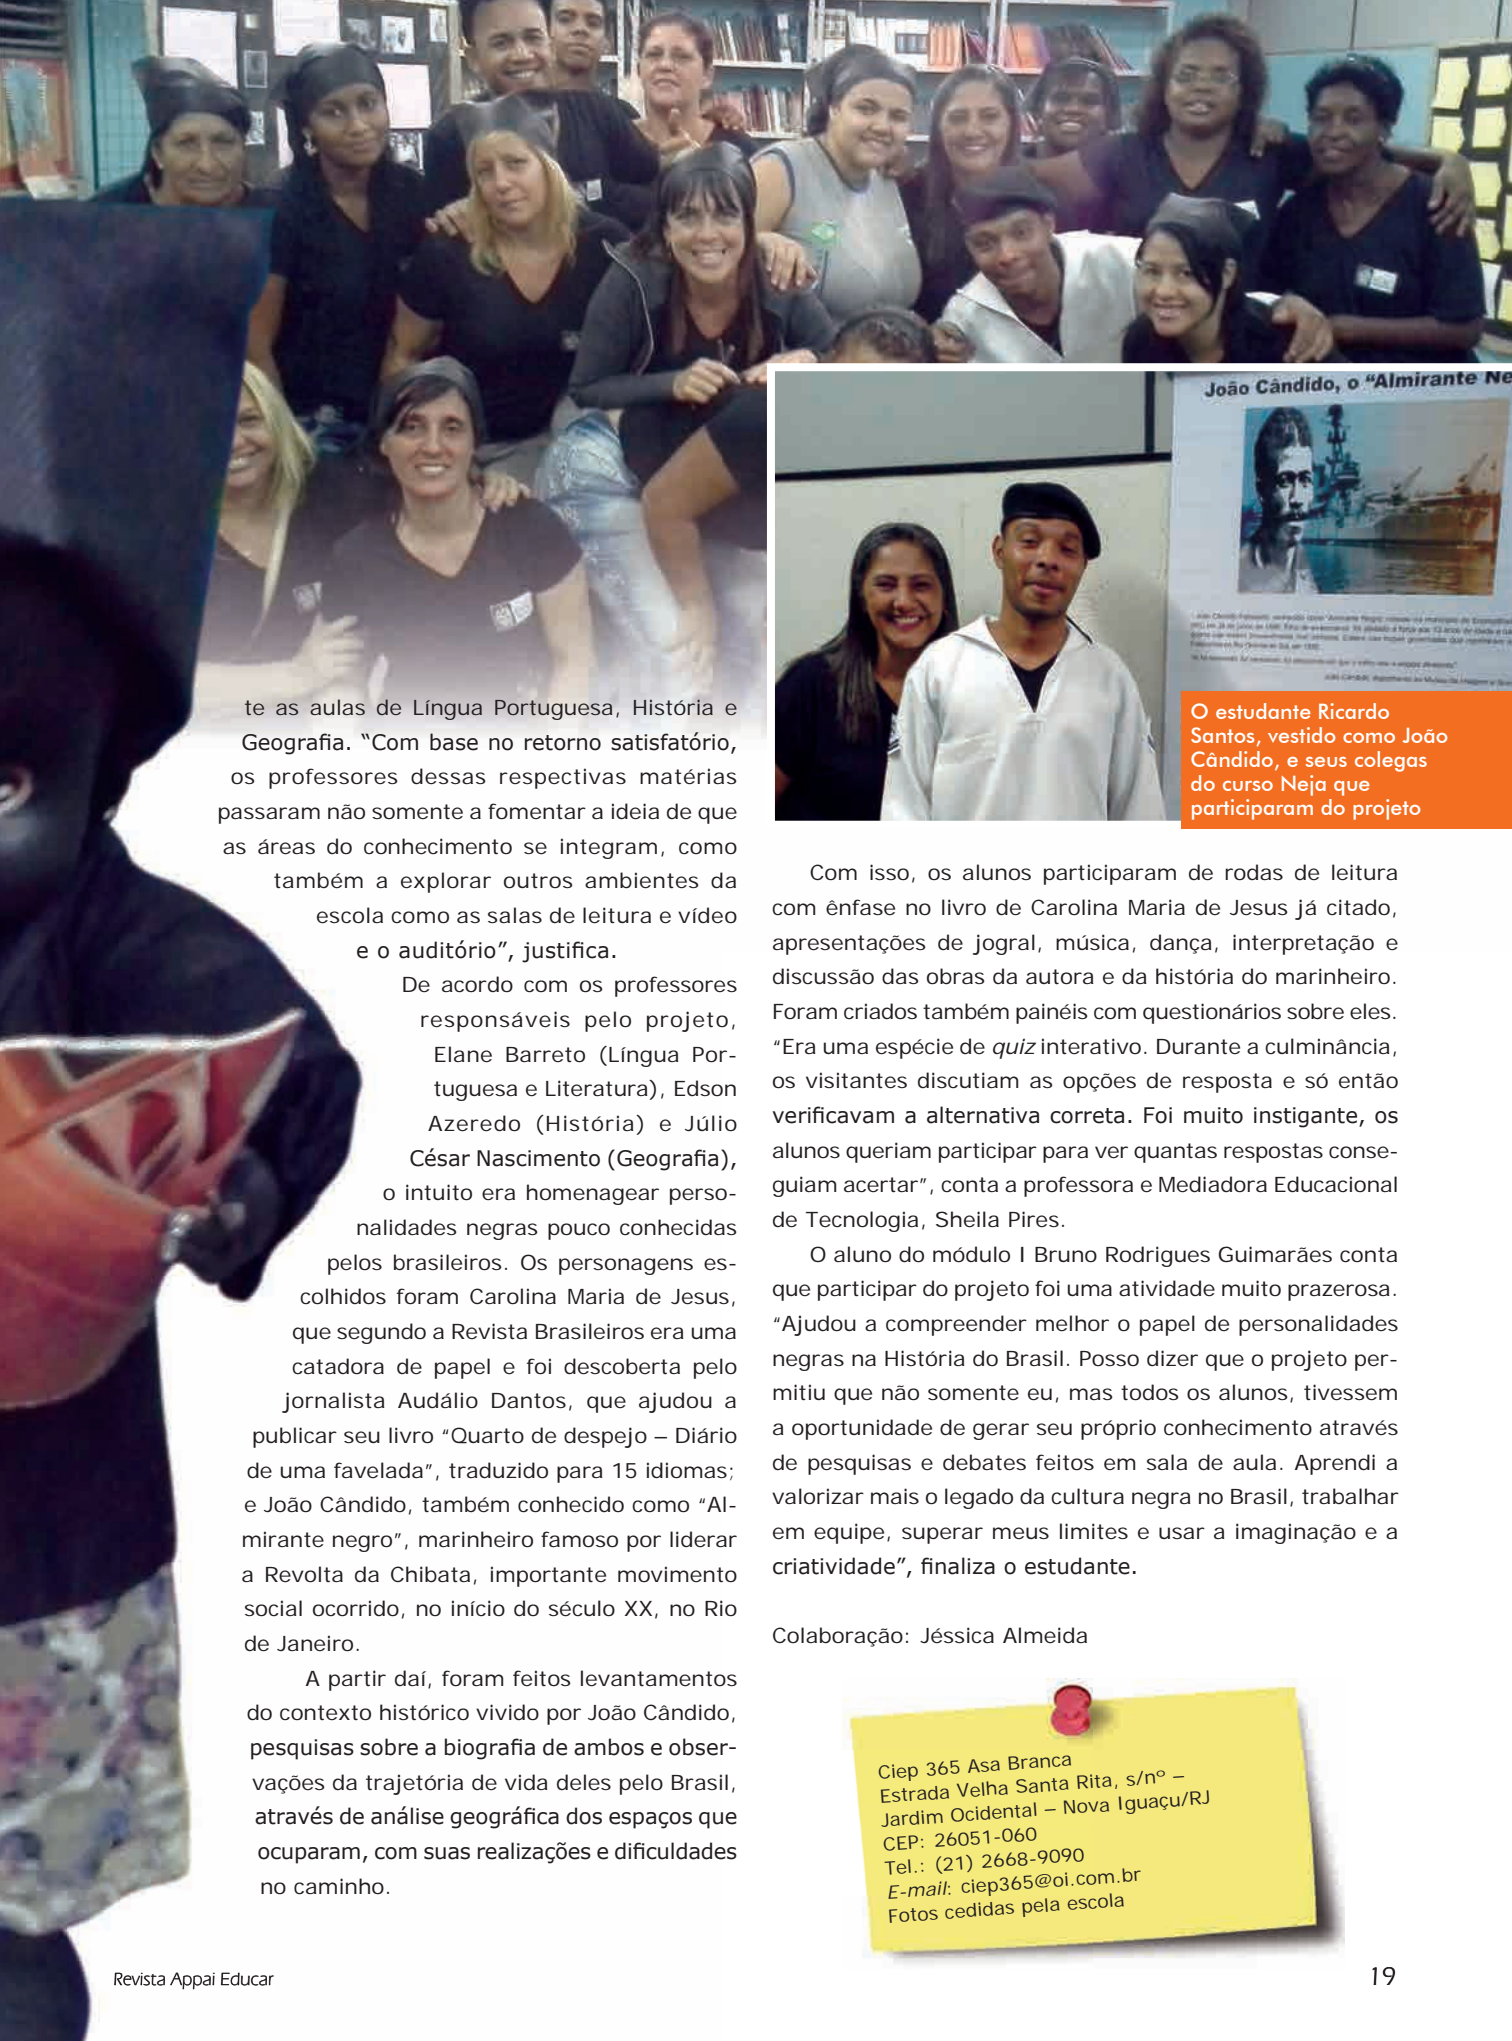 João Cândido, o “Almirante Ne
O estudante Ricardo
Santos, vestido como João
Cândido, e seus colegas
do curso Neja que
participaram do projeto
te as aulas de Língua Portuguesa, História e
Geografia. “Com base no retorno satisfatório,
os professores dessas respectivas matérias
passaram não somente a fomentar a ideia de que
as áreas do conhecimento se integram, como
também a explorar outros ambientes da
escola como as salas de leitura e vídeo
e o auditório”, justifica.
De acordo com os professores
responsáveis pelo projeto,
Elane Barreto (Língua Por-
tuguesa e Literatura), Edson
Azeredo (História) e Júlio
César Nascimento (Geografia),
o intuito era homenagear perso-
nalidades negras pouco conhecidas
pelos brasileiros. Os personagens es-
colhidos foram Carolina Maria de Jesus,
que segundo a Revista Brasileiros era uma
catadora de papel e foi descoberta pelo
jornalista Audálio Dantos, que ajudou a
publicar seu livro “Quarto de despejo – Diário
de uma favelada”, traduzido para 15 idiomas;
e João Cândido, também conhecido como “Al-
mirante negro”, marinheiro famoso por liderar
a Revolta da Chibata, importante movimento
social ocorrido, no início do século XX, no Rio
de Janeiro.
A partir daí, foram feitos levantamentos
do contexto histórico vivido por João Cândido,
pesquisas sobre a biografia de ambos e obser-
vações da trajetória de vida deles pelo Brasil,
através de análise geográfica dos espaços que
ocuparam, com suas realizações e dificuldades
no caminho.
Com isso, os alunos participaram de rodas de leitura
com ênfase no livro de Carolina Maria de Jesus já citado,
apresentações de jogral, música, dança, interpretação e
discussão das obras da autora e da história do marinheiro.
Foram criados também painéis com questionários sobre eles.
“Era uma espécie de quiz interativo. Durante a culminância,
os visitantes discutiam as opções de resposta e só então
verificavam a alternativa correta. Foi muito instigante, os
alunos queriam participar para ver quantas respostas conse-
guiam acertar”, conta a professora e Mediadora Educacional
de Tecnologia, Sheila Pires.
O aluno do módulo I Bruno Rodrigues Guimarães conta
que participar do projeto foi uma atividade muito prazerosa.
“Ajudou a compreender melhor o papel de personalidades
negras na História do Brasil. Posso dizer que o projeto per-
mitiu que não somente eu, mas todos os alunos, tivessem
a oportunidade de gerar seu próprio conhecimento através
de pesquisas e debates feitos em sala de aula. Aprendi a
valorizar mais o legado da cultura negra no Brasil, trabalhar
em equipe, superar meus limites e usar a imaginação e a
criatividade”, finaliza o estudante.
Colaboração: Jéssica Almeida
Ciep 365 Asa Branca
Estrada Velha Santa Rita, s/nº –
Jardim Ocidental – Nova Iguaçu/RJ
CEP: 26051-060
Tel.: (21) 2668-9090
E-mail: ciep365@oi.com.br
Fotos cedidas pela escola
Revista Appai Educar
19